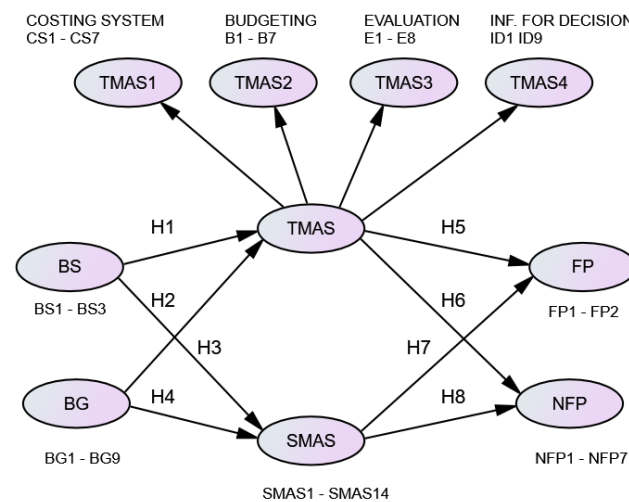 COSTING SYSTEM
CS1 - CS7
BUDGETING
B1 - B7
EVALUATION
E1 - E8
INF. FOR DECISION
ID1 ID9
TMAS1
TMAS2
TMAS3
TMAS4
TMAS
H1
H5
BS
FP
BS1 - BS3
H2
H6
FP1 - FP2
H3
H7
BG
H4
H8
NFP
SMAS
BG1 - BG9
NFP1 - NFP7
SMAS1 - SMAS14